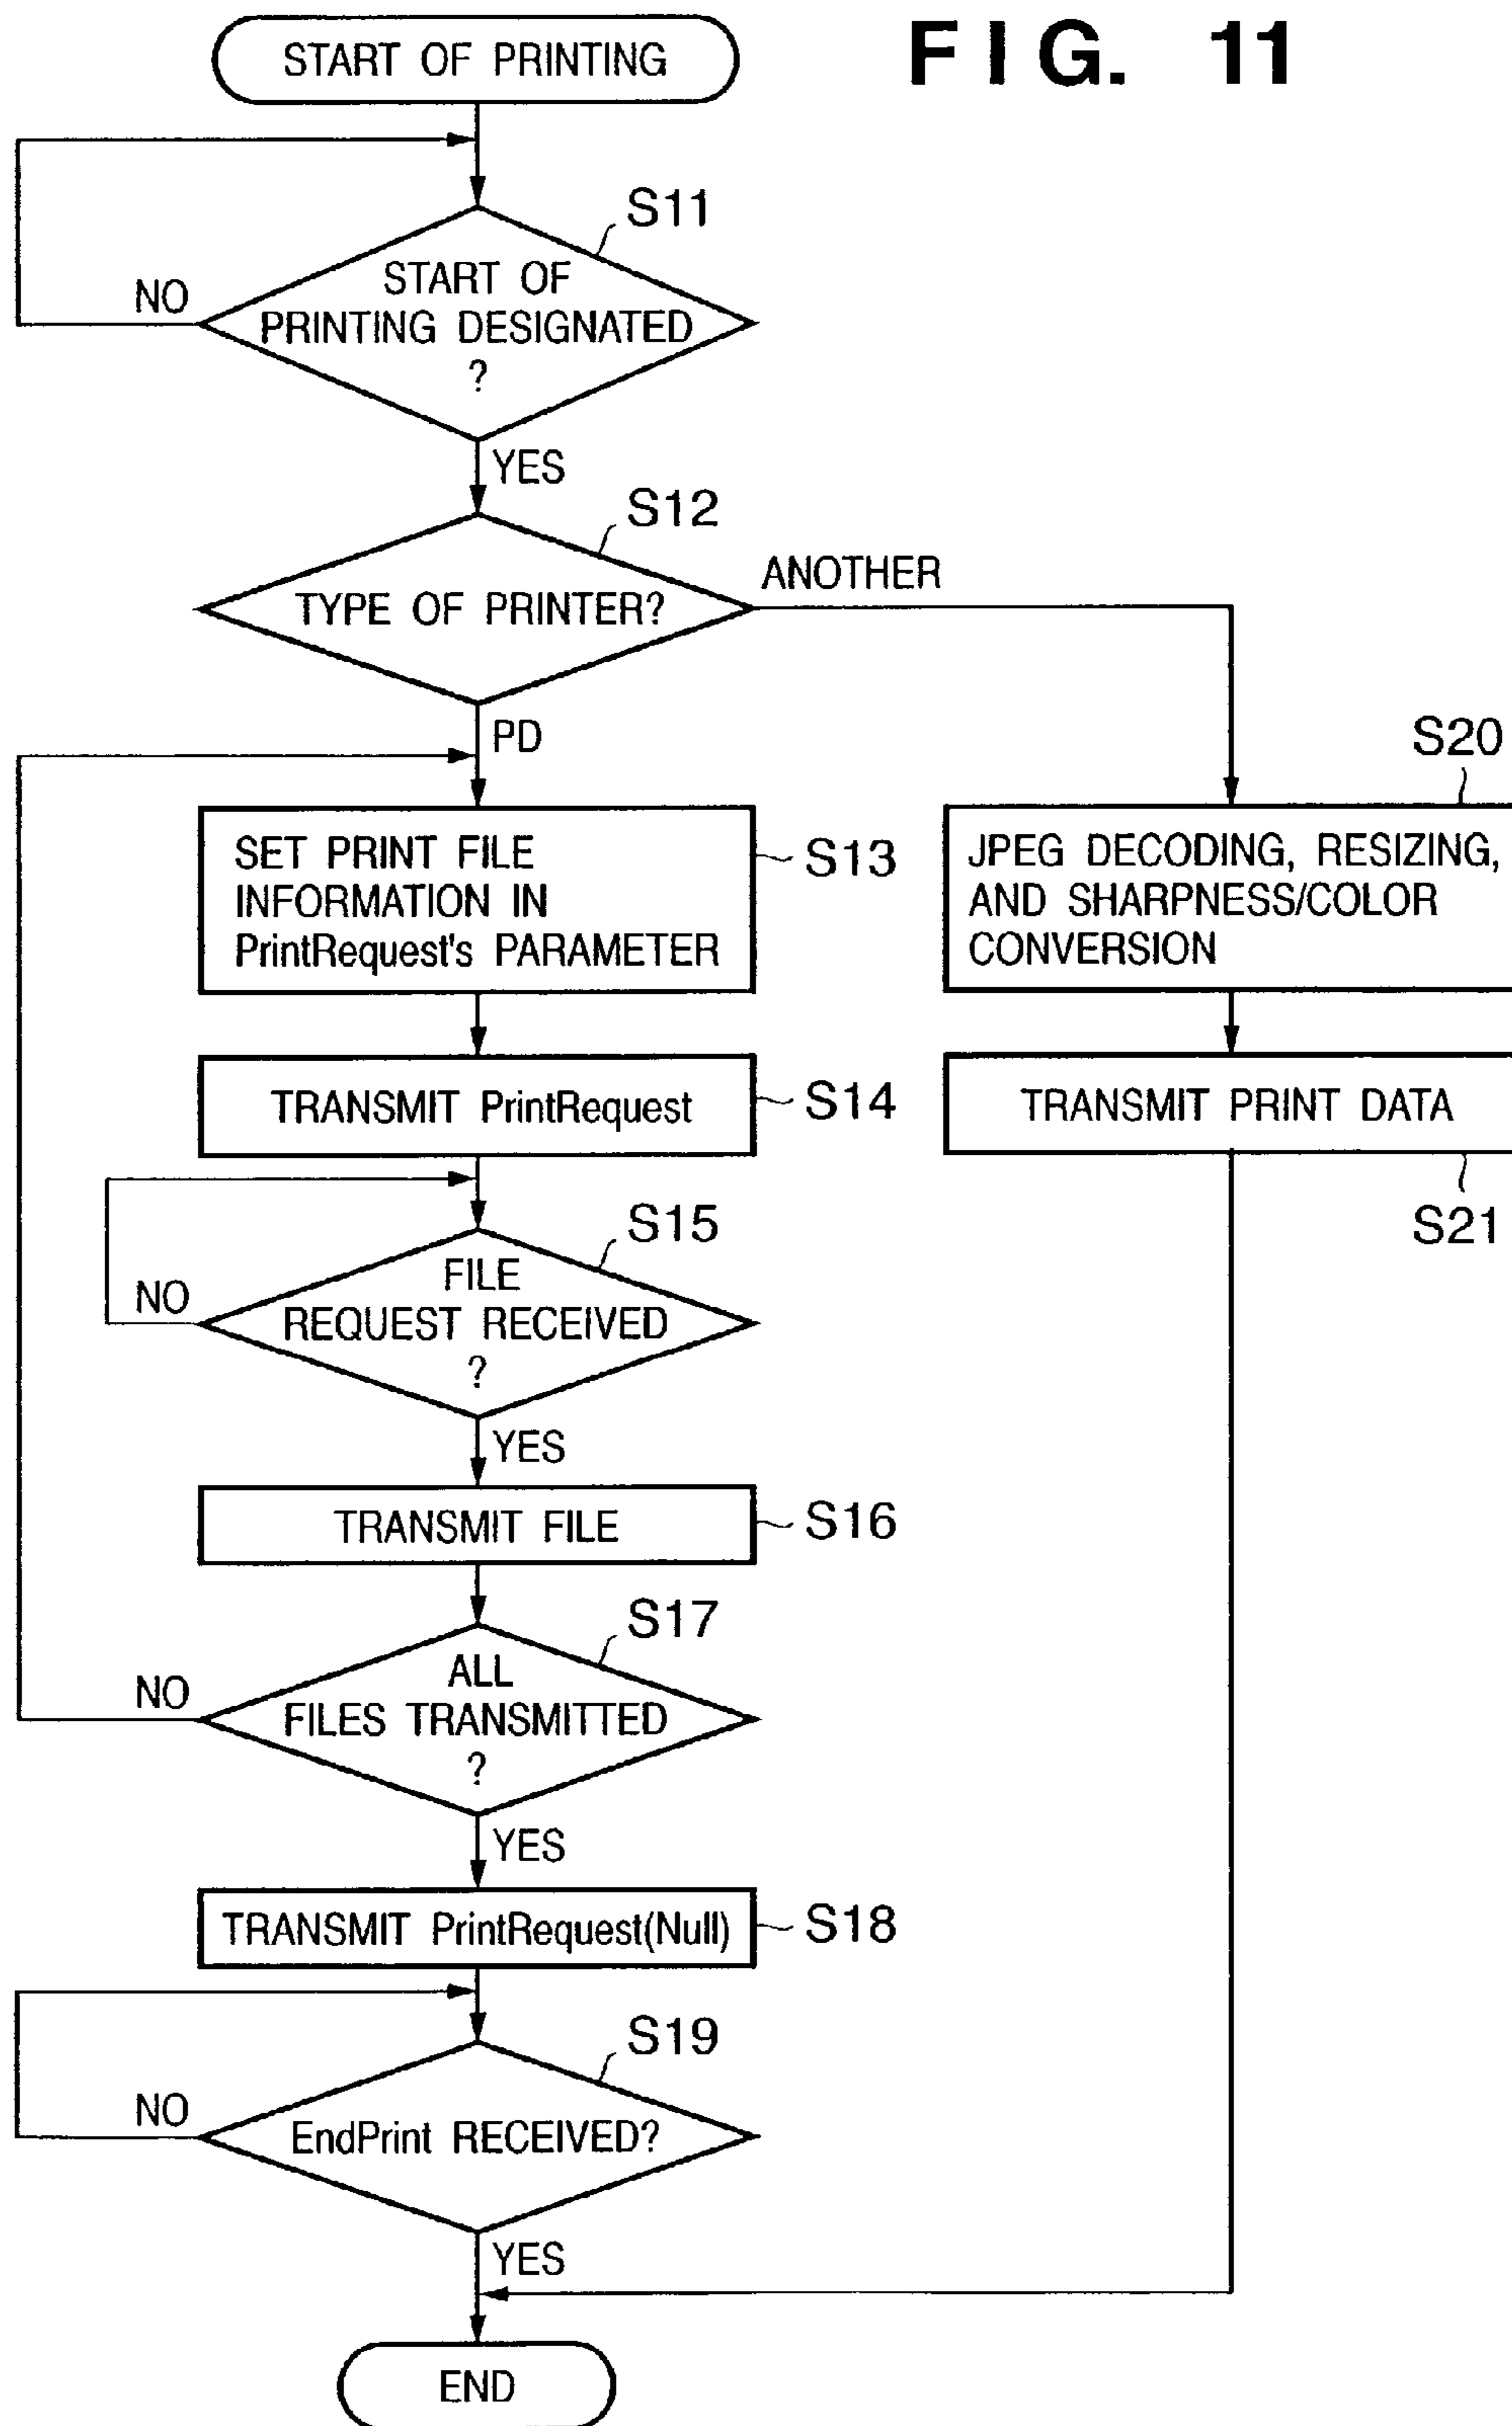 FIG. 11
START OF PRINTING
S11
START OF
PRINTING DESIGNATED
?
NO
YES
S12
TYPE OF PRINTER?
ANOTHER
PD
S13
SET PRINT FILE
INFORMATION IN
PrintRequest's PARAMETER
S14
TRANSMIT PrintRequest
S15
FILE
REQUEST RECEIVED
?
NO
YES
S16
TRANSMIT FILE
S17
ALL
FILES TRANSMITTED
?
NO
YES
TRANSMIT PrintRequest(Null)
S18
S19
EndPrint RECEIVED?
NO
YES
S20
JPEG DECODING, RESIZING,
AND SHARPNESS/COLOR
CONVERSION
TRANSMIT PRINT DATA
S21
END